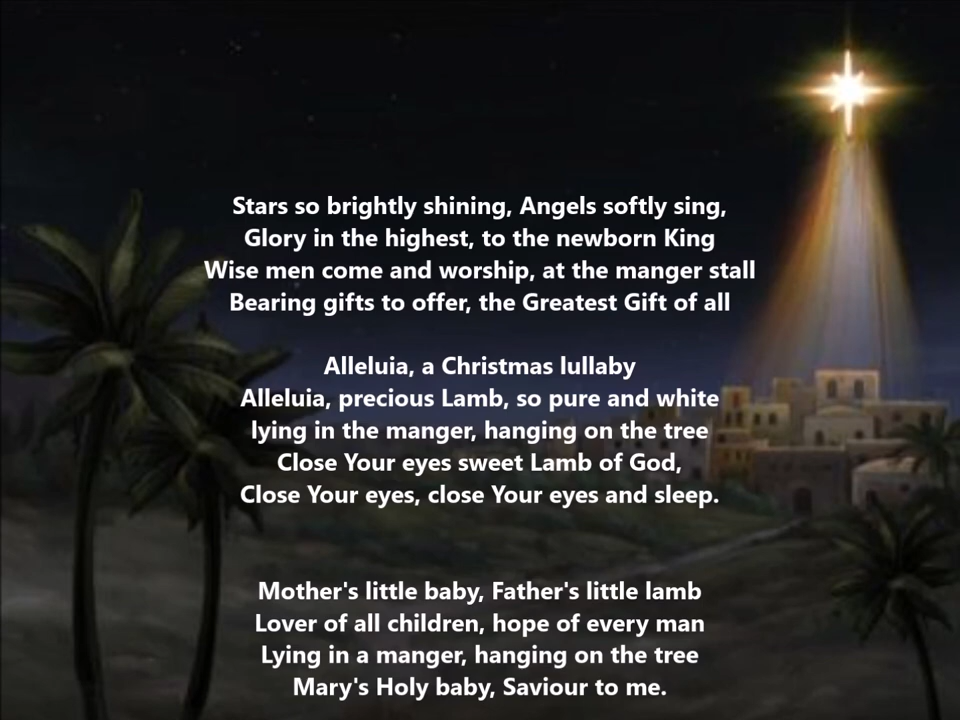 Stars so brightly shining, Angels softly sing,
Glory in the highest, to the newborn King
Wise men come and worship, at the manger stall
Bearing gifts to offer, the Greatest Gift of all
Alleluia, a Christmas lullaby
Alleluia, precious Lamb, so pure and white
lying in the manger, hanging on the tree
Close Your eyes sweet Lamb of God,
Close Your eyes, close Your eyes and sleep.
Mother's little baby, Father's little lamb
Lover of all children, hope of every man
Lying in a manger, hanging on the tree
Mary's Holy baby, Saviour to me.